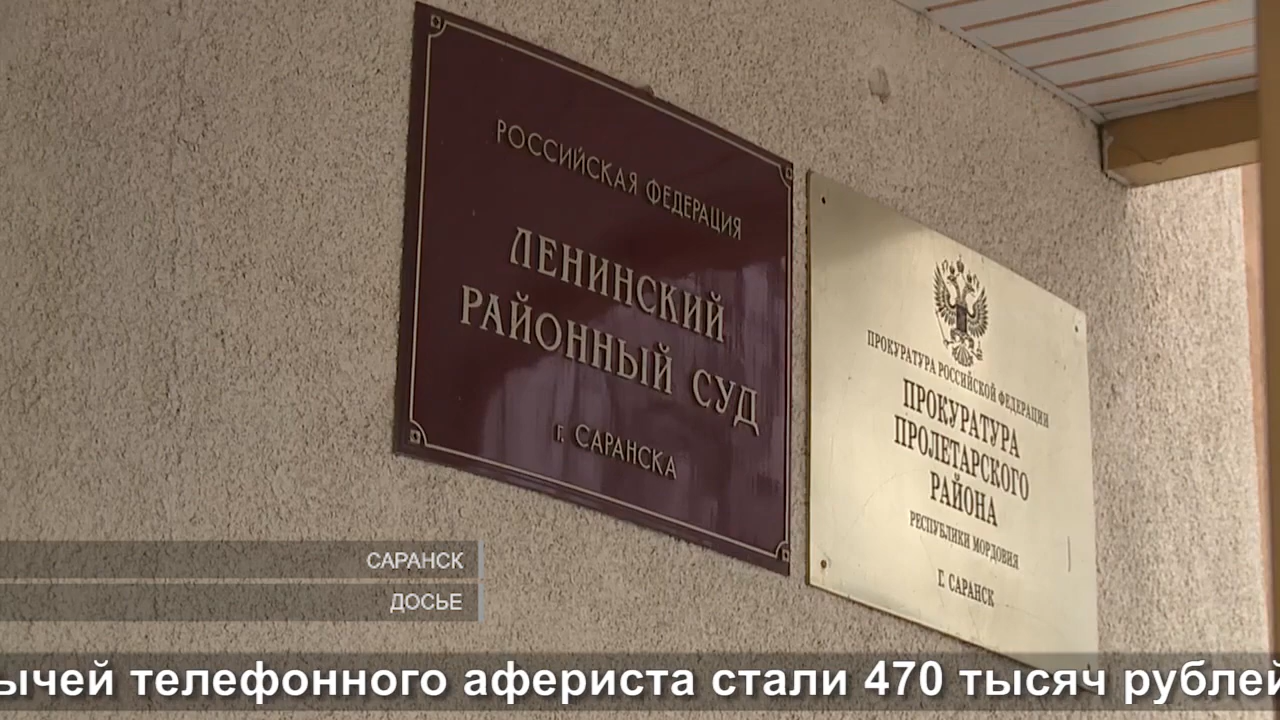 РОССИЙСКАЯ ФЕДЕРАЦИЯ
ЛЕНИНСКИЙ
РАЙОННЫЙ СУД
г. САРАНСКА
ПРОКУРАТУРА РОССИЙСКОЙ ФЕДЕРАЦИИ
ПРОКУРАТУРА
ПРОЛЕТАРСКОГО
РАЙОНА
РЕСПУБЛИКИ МОРДОВИЯ
Г. САРАНСК
САРАНСК
ДОСЬЕ
ычей телефонного афериста стали 470 тысяч рублей